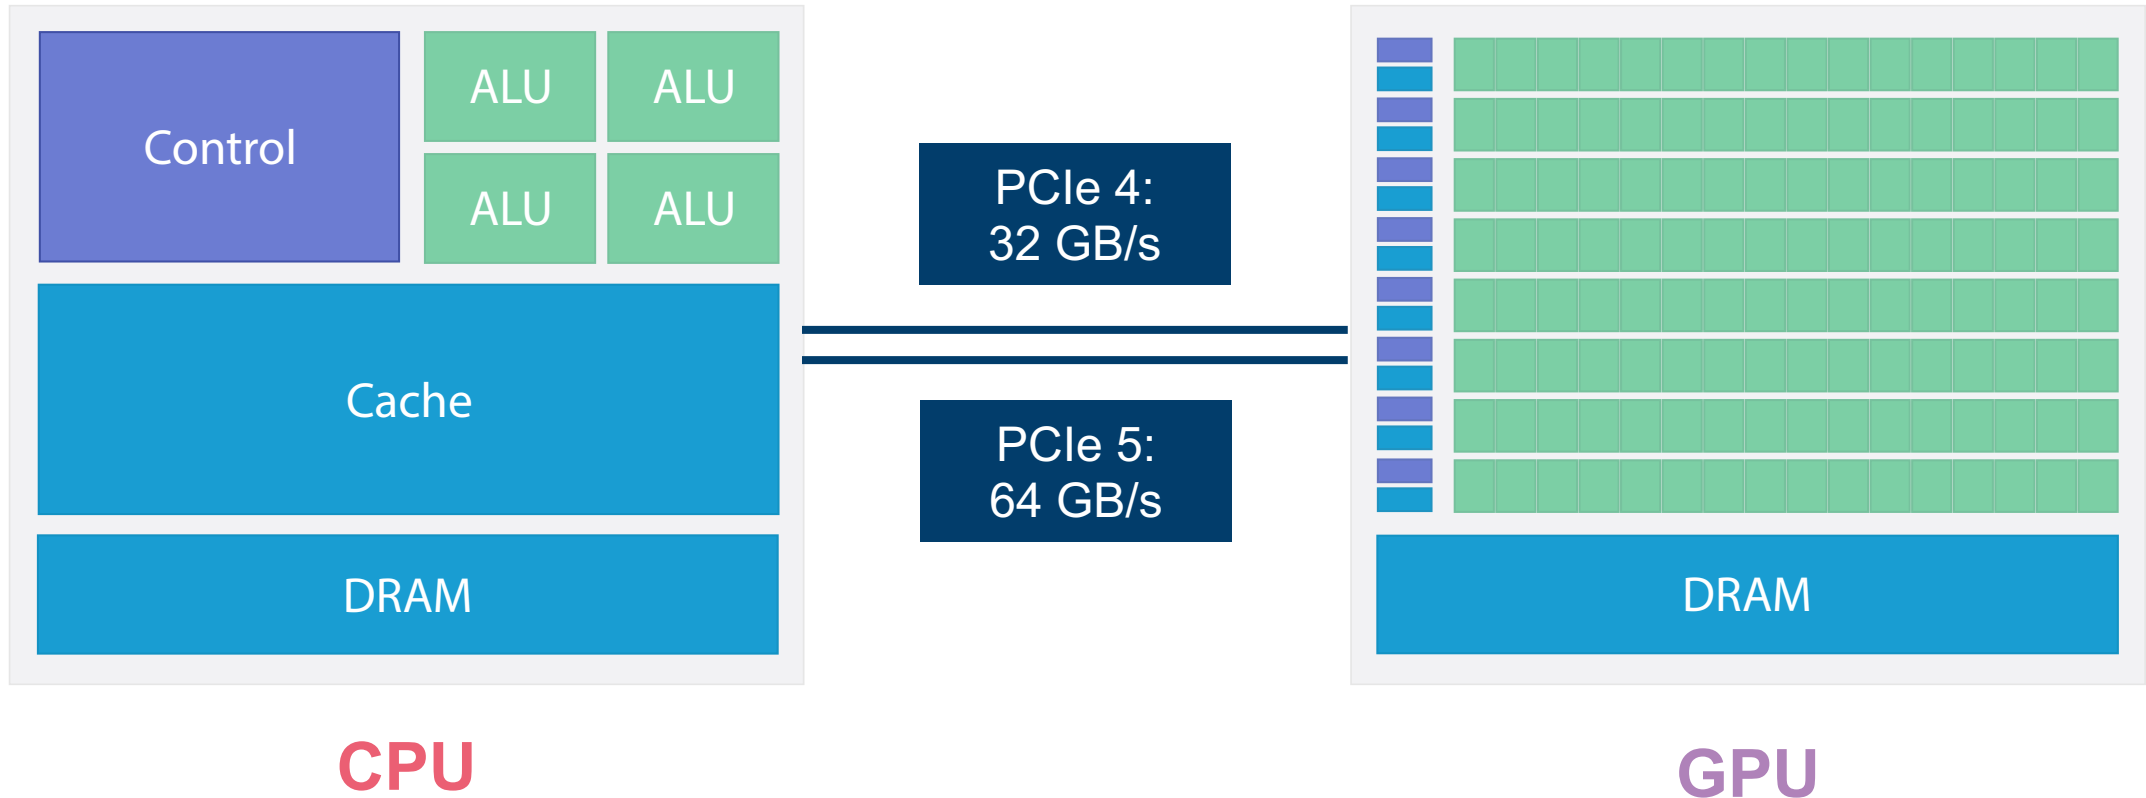 Control
ALU
ALU
ALU
ALU
Cache
DRAM
CPU
PCIe 4:
32 GB/s
PCIe 5:
64 GB/s
DRAM
GPU